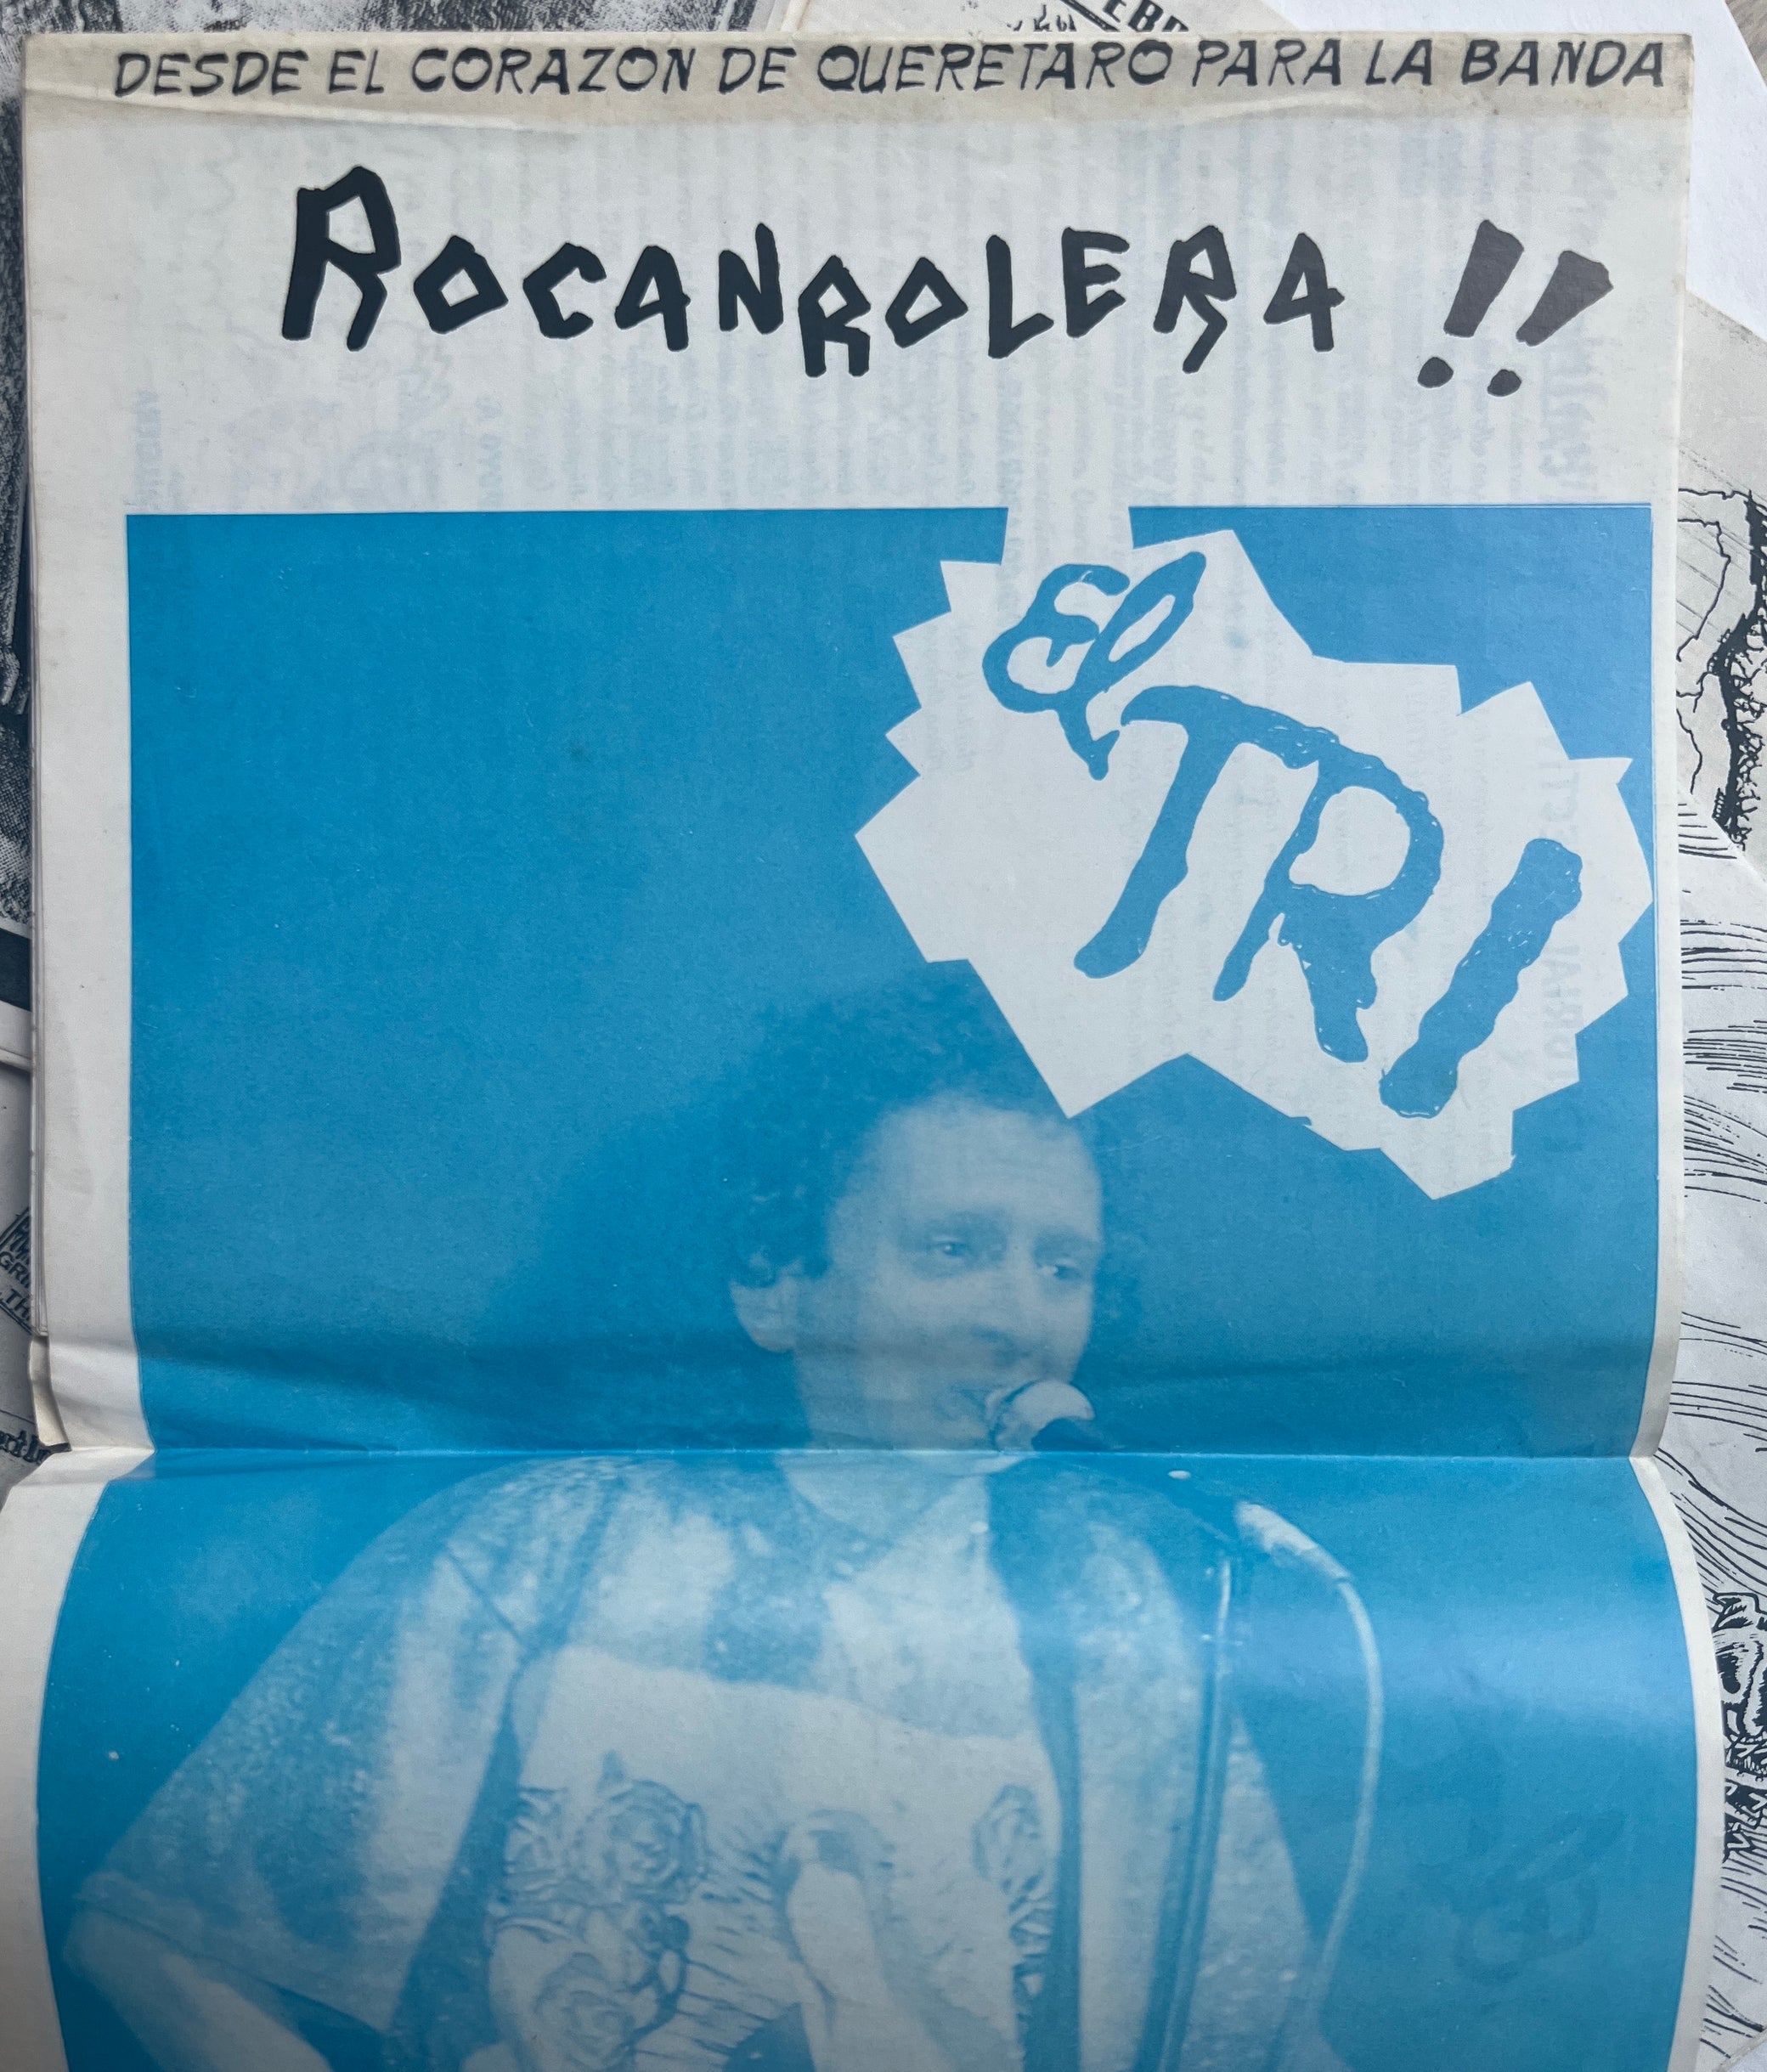 DESDE EL CORAZON DE QUERETARO PARA LA BANDA
ROCANROLERA !!
El
TRI